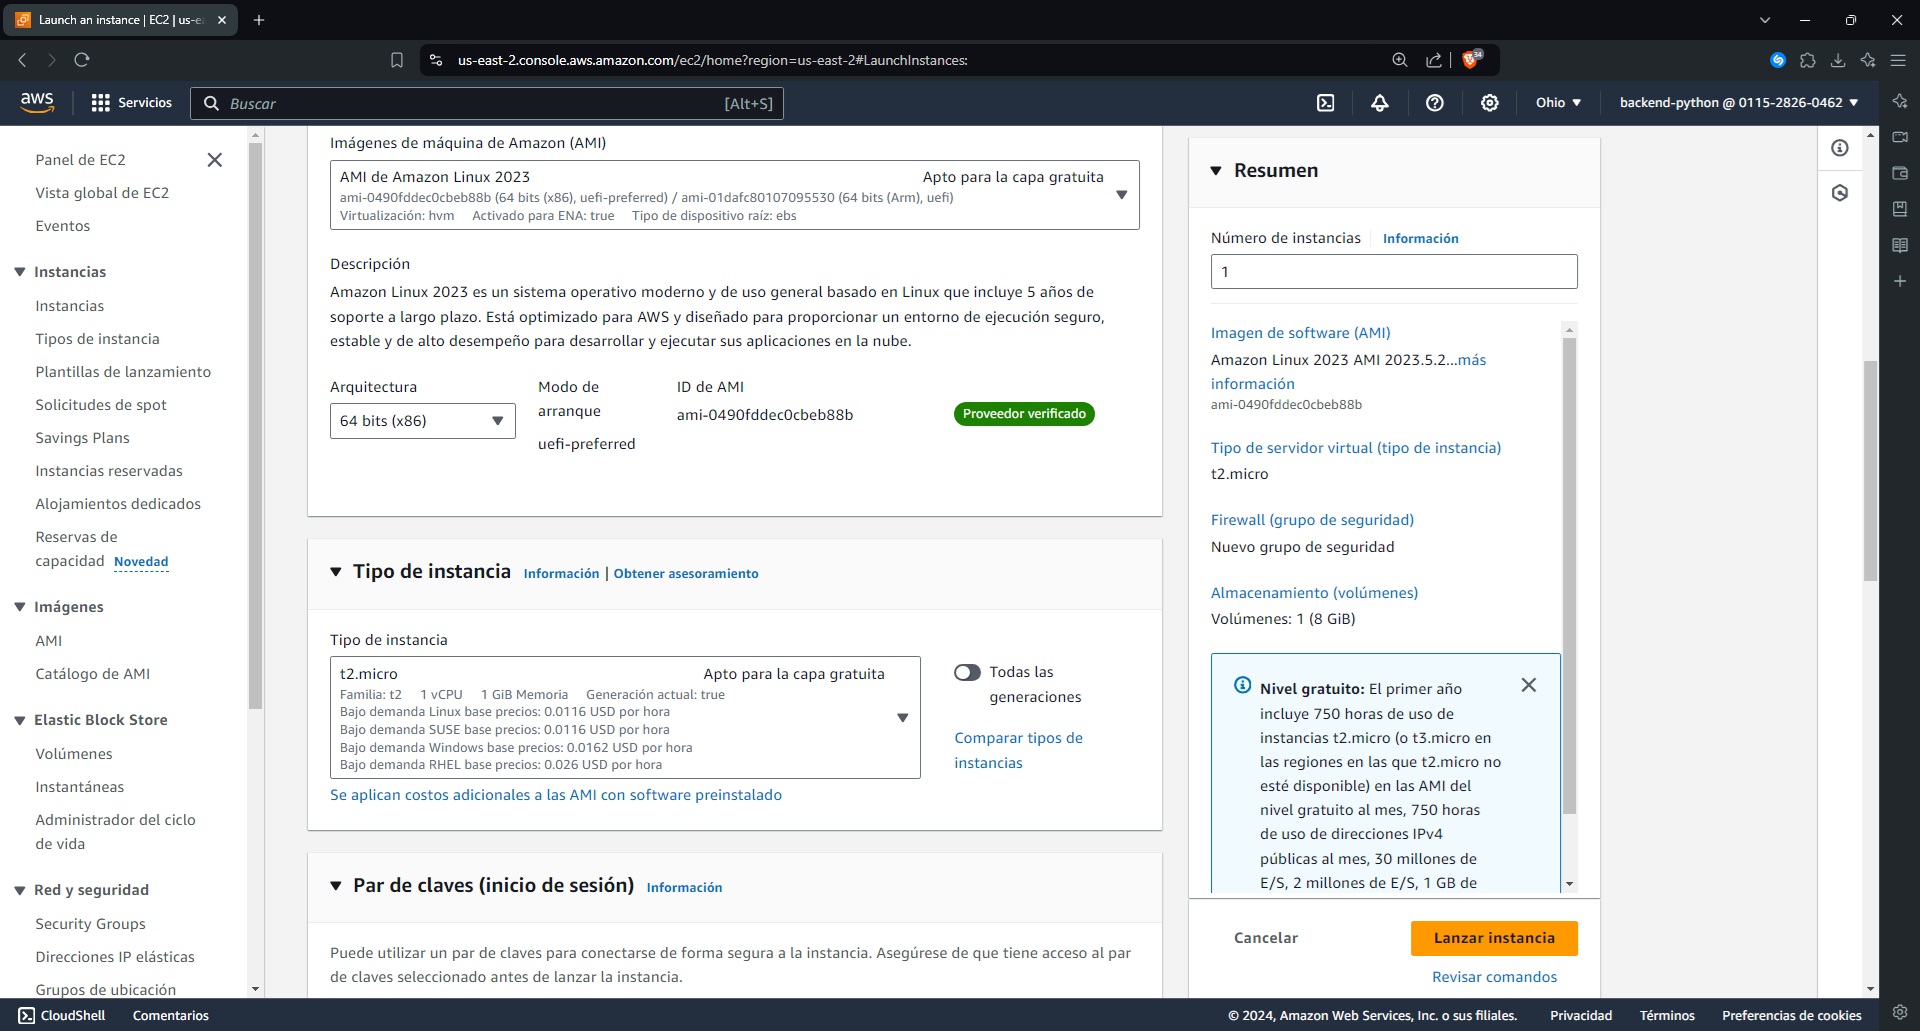 Launch an instance | EC2 | us-e
us-east-2.console.aws.amazon.com/ec2/home?region=us-east-2#LaunchInstances:
34
aws
Servicios
Buscar
[Alt+S]
Ohio
backend-python @ 0115-2826-0462
Panel de EC2
Vista global de EC2
Eventos
Instancias
Instancias
Tipos de instancia
Plantillas de lanzamiento
Solicitudes de spot
Savings Plans
Instancias reservadas
Alojamientos dedicados
Reservas de
capacidad Novedad
Imágenes
AMI
Catálogo de AMI
Elastic Block Store
Volúmenes
Instantáneas
Administrador del ciclo
de vida
Red y seguridad
Security Groups
Direcciones IP elásticas
Grupos de ubicación
Imágenes de máquina de Amazon (AMI)
AMI de Amazon Linux 2023
Apto para la capa gratuita
ami-0490fddec0cbeb88b (64 bits (x86), uefi-preferred) / ami-01dafc80107095530 (64 bits (Arm), uefi)
Virtualización: hvm Activado para ENA: true Tipo de dispositivo raíz: ebs
Descripción
Amazon Linux 2023 es un sistema operativo moderno y de uso general basado en Linux que incluye 5 años de
soporte a largo plazo. Está optimizado para AWS y diseñado para proporcionar un entorno de ejecución seguro,
estable y de alto desempeño para desarrollar y ejecutar sus aplicaciones en la nube.
Arquitectura
64 bits (x86)
Modo de
arranque
uefi-preferred
ID de AMI
ami-0490fddec0cbeb88b
Proveedor verificado
Tipo de instancia Información | Obtener asesoramiento
Tipo de instancia
t2.micro
Apto para la capa gratuita
Familia: t2 1 vCPU 1 GiB Memoria Generación actual: true
Bajo demanda Linux base precios: 0.0116 USD por hora
Bajo demanda SUSE base precios: 0.0116 USD por hora
Bajo demanda Windows base precios: 0.0162 USD por hora
Bajo demanda RHEL base precios: 0.026 USD por hora
Se aplican costos adicionales a las AMI con software preinstalado
Todas las
generaciones
Comparar tipos de
instancias
Par de claves (inicio de sesión) Información
Puede utilizar un par de claves para conectarse de forma segura a la instancia. Asegúrese de que tiene acceso al par
de claves seleccionado antes de lanzar la instancia.
Resumen
Número de instancias Información
1
Imagen de software (AMI)
Amazon Linux 2023 AMI 2023.5.2...más
información
ami-0490fddec0cbeb88b
Tipo de servidor virtual (tipo de instancia)
t2.micro
Firewall (grupo de seguridad)
Nuevo grupo de seguridad
Almacenamiento (volúmenes)
Volúmenes: 1 (8 GiB)
Nivel gratuito: El primer año
incluye 750 horas de uso de
instancias t2.micro (o t3.micro en
las regiones en las que t2.micro no
esté disponible) en las AMI del
nivel gratuito al mes, 750 horas
de uso de direcciones IPv4
públicas al mes, 30 millones de
E/S, 2 millones de E/S, 1 GB de
Cancelar
Lanzar instancia
Revisar comandos
CloudShell
Comentarios
© 2024, Amazon Web Services, Inc. o sus filiales.
Privacidad
Términos
Preferencias de cookies